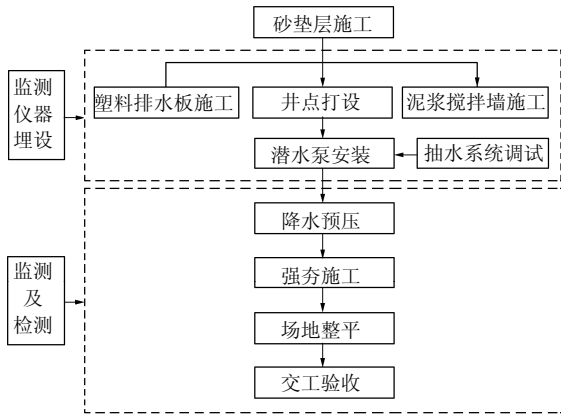 砂垫层施工
监测
仪器
埋设
塑料排水板施工
井点打设
泥浆搅拌墙施工
潜水泵安装
抽水系统调试
降水预压
监测
及
检测
强夯施工
场地整平
交工验收